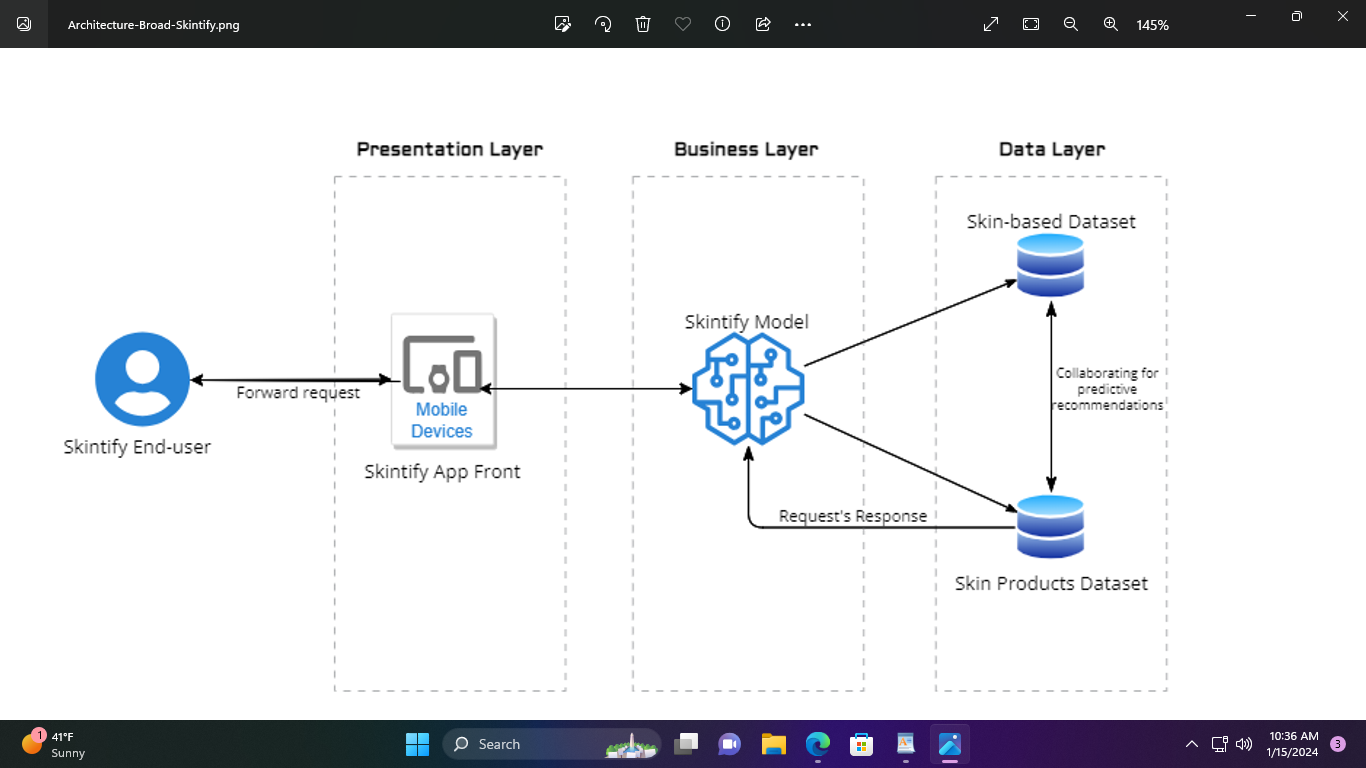 Architecture-Broad-Skintify.png
145%
Presentation Layer
Business Layer
Data Layer
Skin-based Dataset
Skintify Model
Collaborating for
predictive
recommendations
Forward request
Mobile
Devices
Skintify End-user
Skintify App Front
Request's Response
Skin Products Dataset
1
41°F
Sunny
Search
10:36 AM
1/15/2024
3